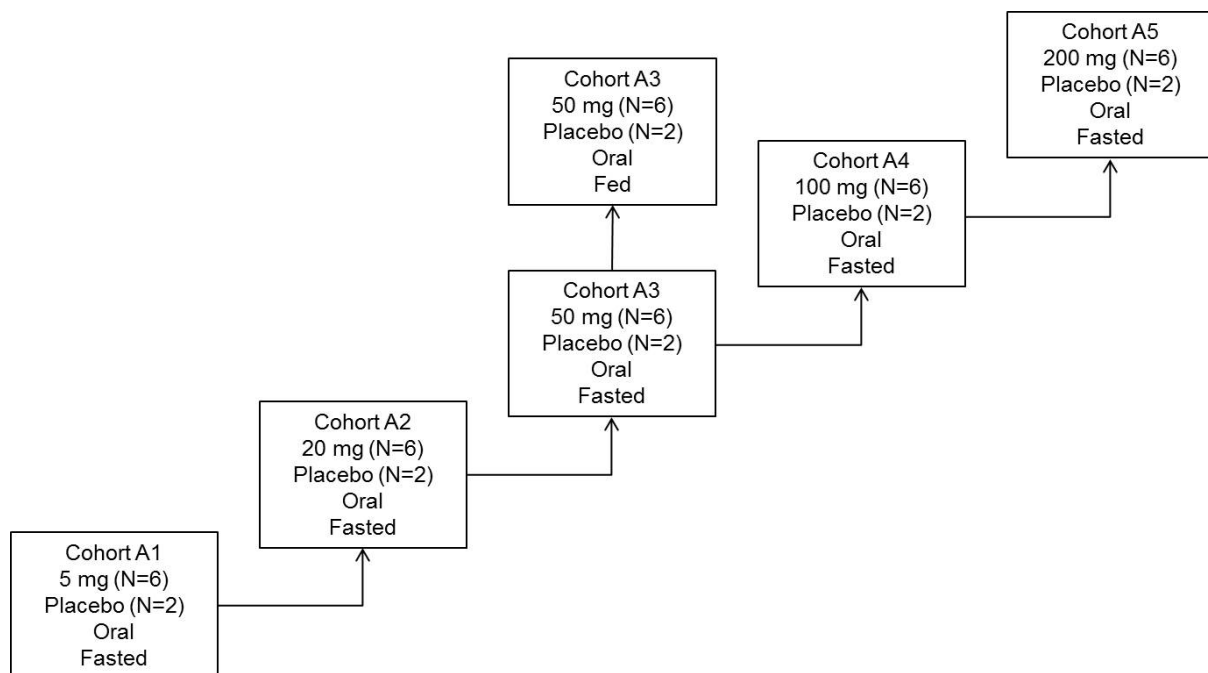 Cohort A5
200 mg (N=6)
Placebo (N=2)
Oral
Fasted
Cohort A3
50 mg (N=6)
Placebo (N=2)
Oral
Fed
Cohort A4
100 mg (N=6)
Placebo (N=2)
Oral
Fasted
Cohort A3
50 mg (N=6)
Placebo (N=2)
Oral
Fasted
Cohort A2
20 mg (N=6)
Placebo (N=2)
Oral
Fasted
Cohort A1
5 mg (N=6)
Placebo (N=2)
Oral
Fasted